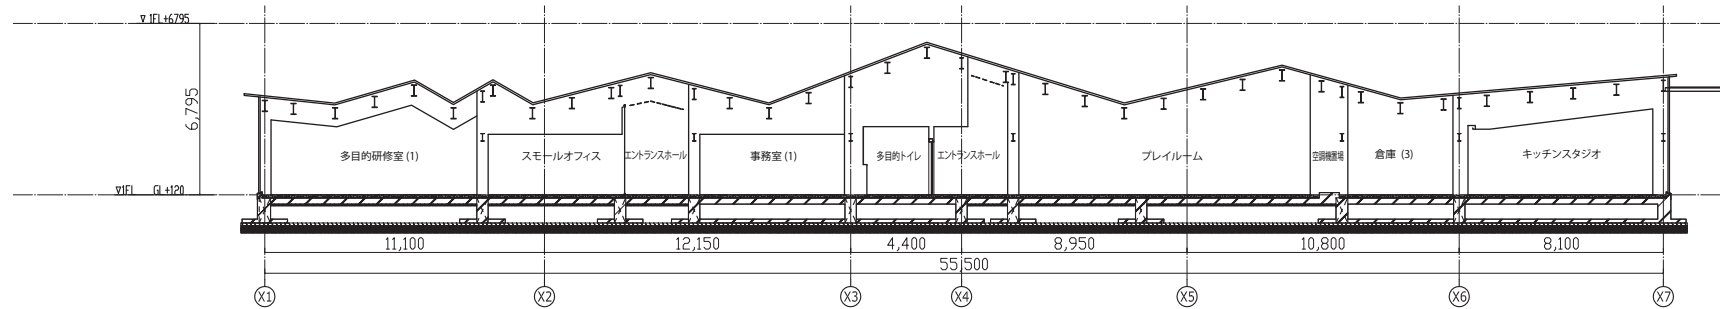 ∇ 1FL+6795
6,795
多目的研修室 (1)
スモールオフィス
エントランスホール
事務室 (1)
多目的トイレ
エントランスホール
プレイルーム
空調機置場
倉庫 (3)
キッチンスタジオ
∇1FL GL+120
11,100
12,150
4,400
8,950
10,800
8,100
55,500
X1
X2
X3
X4
X5
X6
X7